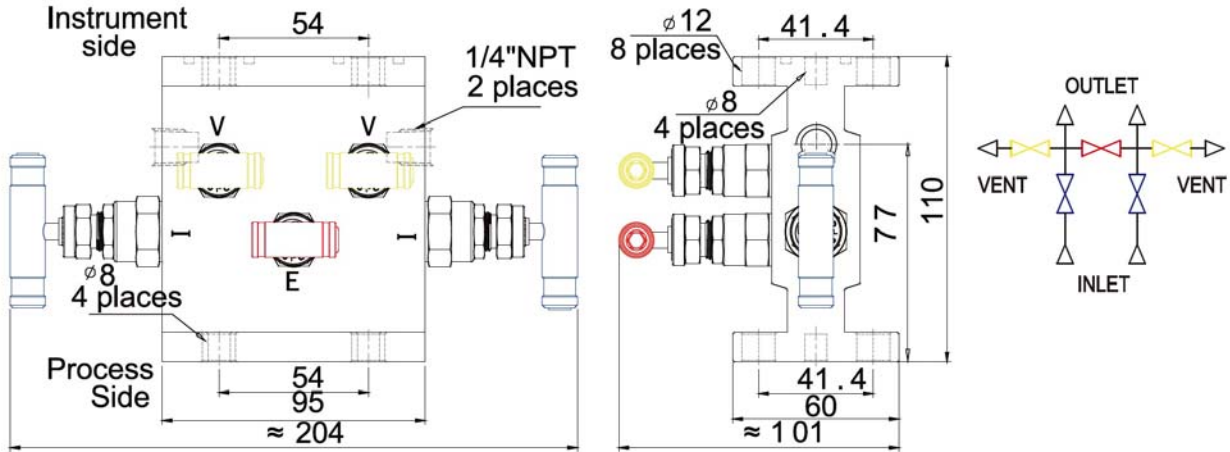 Instrument
side
54
1/4"NPT
2 places
V
V
I
I
E
ø8
4 places
Process
Side
54
95
≈ 204
ø12
8 places
41.4
ø8
4 places
77
110
41.4
60
≈ 101
OUTLET
VENT
VENT
INLET